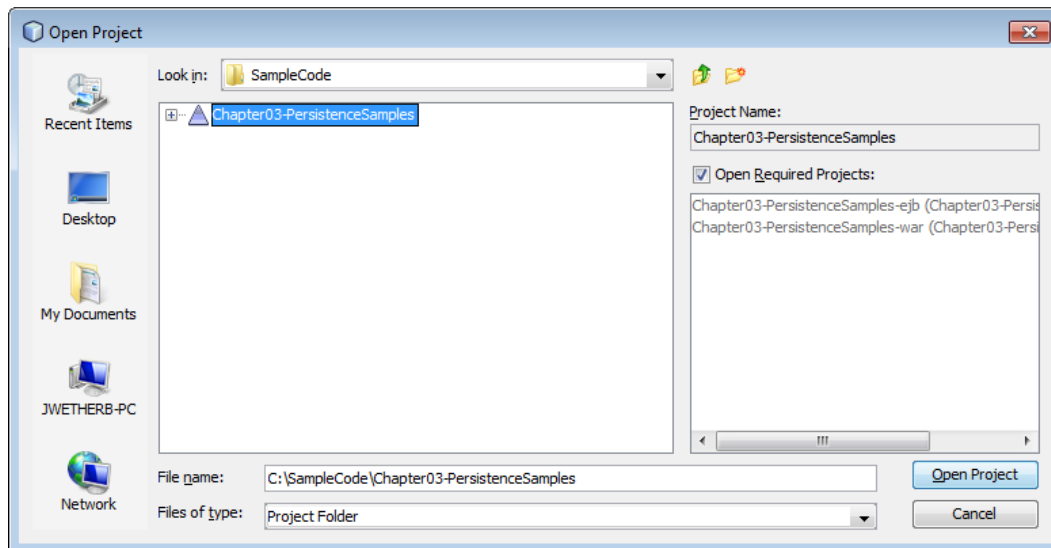 Open Project
Look in: SampleCode
Recent Items
Desktop
My Documents
JWETHERB-PC
Network
Chapter03-PersistenceSamples
Project Name:
Chapter03-PersistenceSamples
Open Required Projects:
Chapter03-PersistenceSamples-ejb (Chapter03-Persis
Chapter03-PersistenceSamples-war (Chapter03-Persi
File name: C:\SampleCode\Chapter03-PersistenceSamples
Open Project
Files of type: Project Folder
Cancel